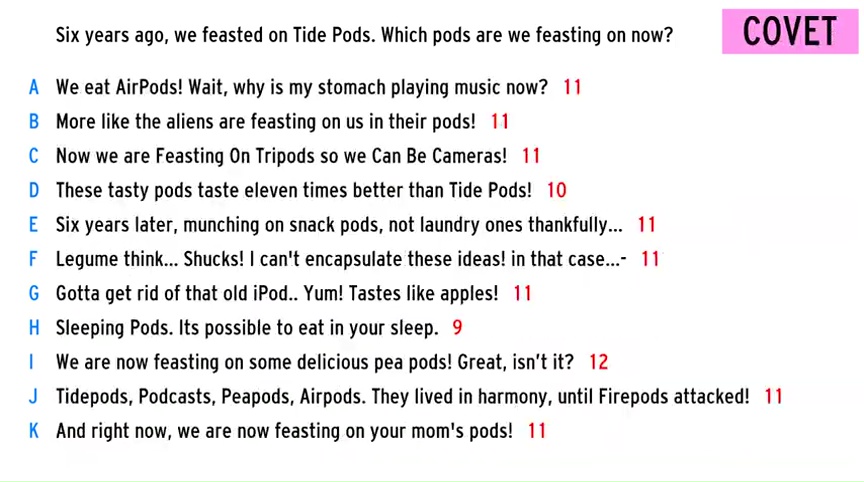 Six years ago, we feasted on Tide Pods. Which pods are we feasting on now?
COVET
A We eat AirPods! Wait, why is my stomach playing music now? 11
B More like the aliens are feasting on us in their pods! 11
C Now we are Feasting On Tripods so we Can Be Cameras! 11
D These tasty pods taste eleven times better than Tide Pods! 10
E Six years later, munching on snack pods, not laundry ones thankfully... 11
F Legume think... Shucks! I can't encapsulate these ideas! in that case...- 11
G Gotta get rid of that old iPod.. Yum! Tastes like apples! 11
H Sleeping Pods. Its possible to eat in your sleep. 9
I We are now feasting on some delicious pea pods! Great, isn’t it? 12
J Tidepods, Podcasts, Peapods, Airpods. They lived in harmony, until Firepods attacked! 11
K And right now, we are now feasting on your mom's pods! 11